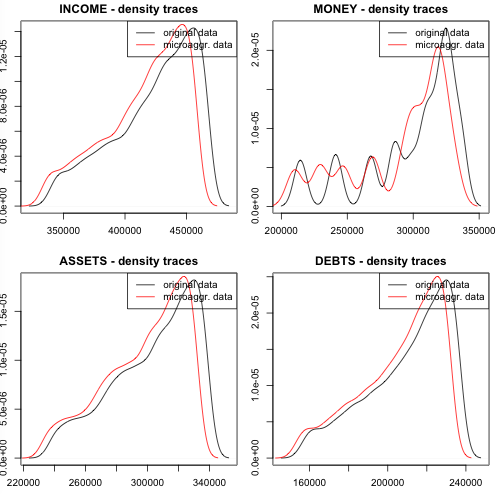 INCOME - density traces
original data
microaggr. data
0.0e+00 4.0e-06 8.0e-06 1.2e-05
350000 400000 450000
MONEY - density traces
original data
microaggr. data
0.0e+00 1.0e-05 2.0e-05
200000 250000 300000 350000
ASSETS - density traces
original data
microaggr. data
0.0e+00 5.0e-06 1.0e-05 1.5e-05
220000 260000 300000 340000
DEBTS - density traces
original data
microaggr. data
0.0e+00 1.0e-05 2.0e-05
160000 200000 240000